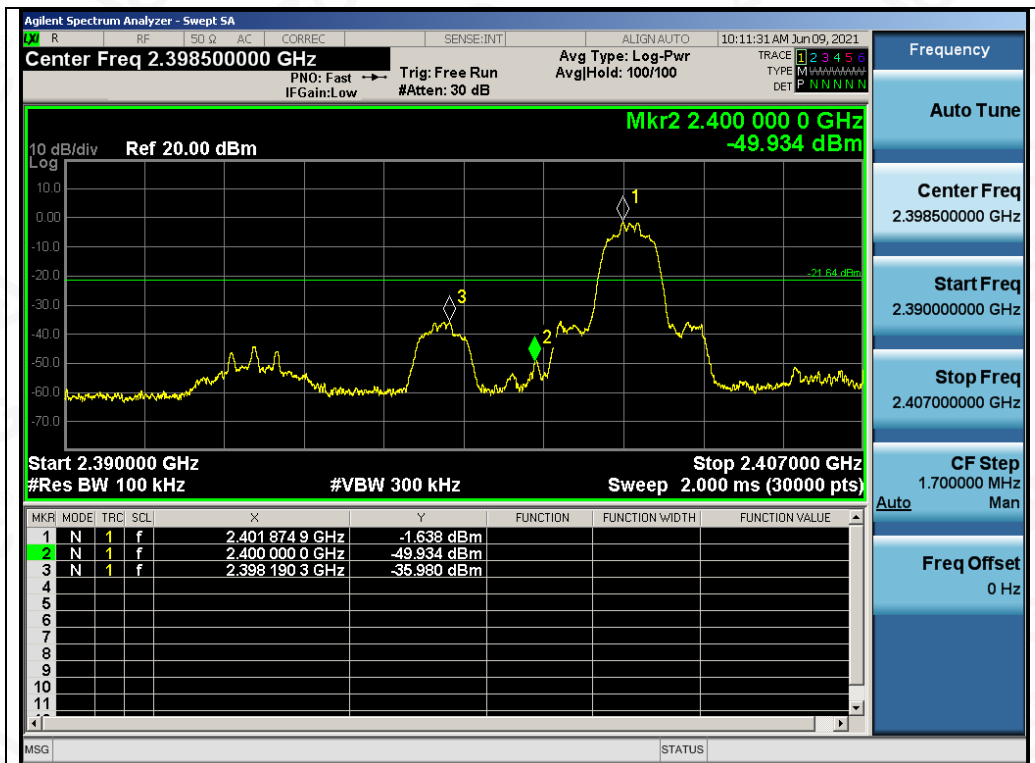 Agilent Spectrum Analyzer - Swept SA
LXI R RF 50 Ω AC CORREC SENSE:INT ALIGN AUTO 10:11:31 AM Jun 09, 2021
Center Freq 2.398500000 GHz
PNO: Fast
IFGain:Low
Trig: Free Run
#Atten: 30 dB
Avg Type: Log-Pwr
Avg|Hold: 100/100
TRACE 1 2 3 4 5 6
TYPE M WWWWW
DET P N N N N N
Mkr2 2.400 000 0 GHz
-49.934 dBm
10 dB/div Ref 20.00 dBm
Log
10.0
0.00
-10.0
-20.0
-30.0
-40.0
-50.0
-60.0
-70.0
1
-21.64 dBm
3
2
Start 2.390000 GHz Stop 2.407000 GHz
#Res BW 100 kHz #VBW 300 kHz Sweep 2.000 ms (30000 pts)
MKR MODE TRC SCL X Y FUNCTION FUNCTION WIDTH FUNCTION VALUE
1 N 1 f 2.401 874 9 GHz -1.638 dBm
2 N 1 f 2.400 000 0 GHz -49.934 dBm
3 N 1 f 2.398 190 3 GHz -35.980 dBm
4
5
6
7
8
9
10
11
MSG STATUS
Frequency
Auto Tune
Center Freq
2.398500000 GHz
Start Freq
2.390000000 GHz
Stop Freq
2.407000000 GHz
CF Step
1.700000 MHz
Auto Man
Freq Offset
0 Hz